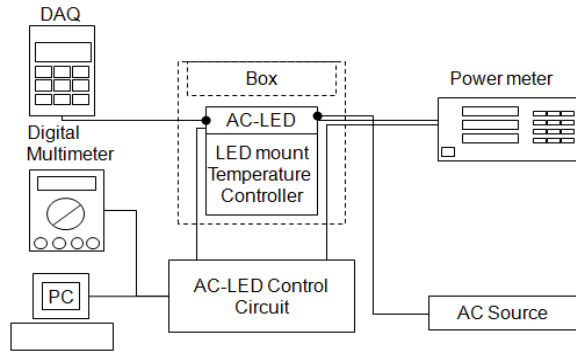 DAQ
Box
Power meter
AC-LED
Digital
Multimeter
LED mount
Temperature
Controller
AC-LED Control
Circuit
PC
AC Source